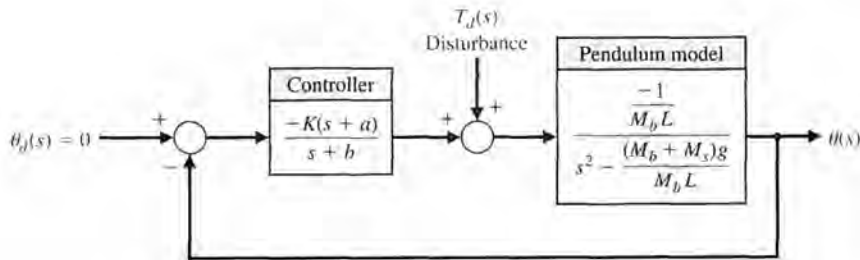 T_d(s)
Disturbance
Pendulum model
Controller
-1
M_b L
-K(s + a)
s + b
θ_d(s) = 0
s² - (M_b + M_s)g
M_b L
θ(s)
+
−
+
+